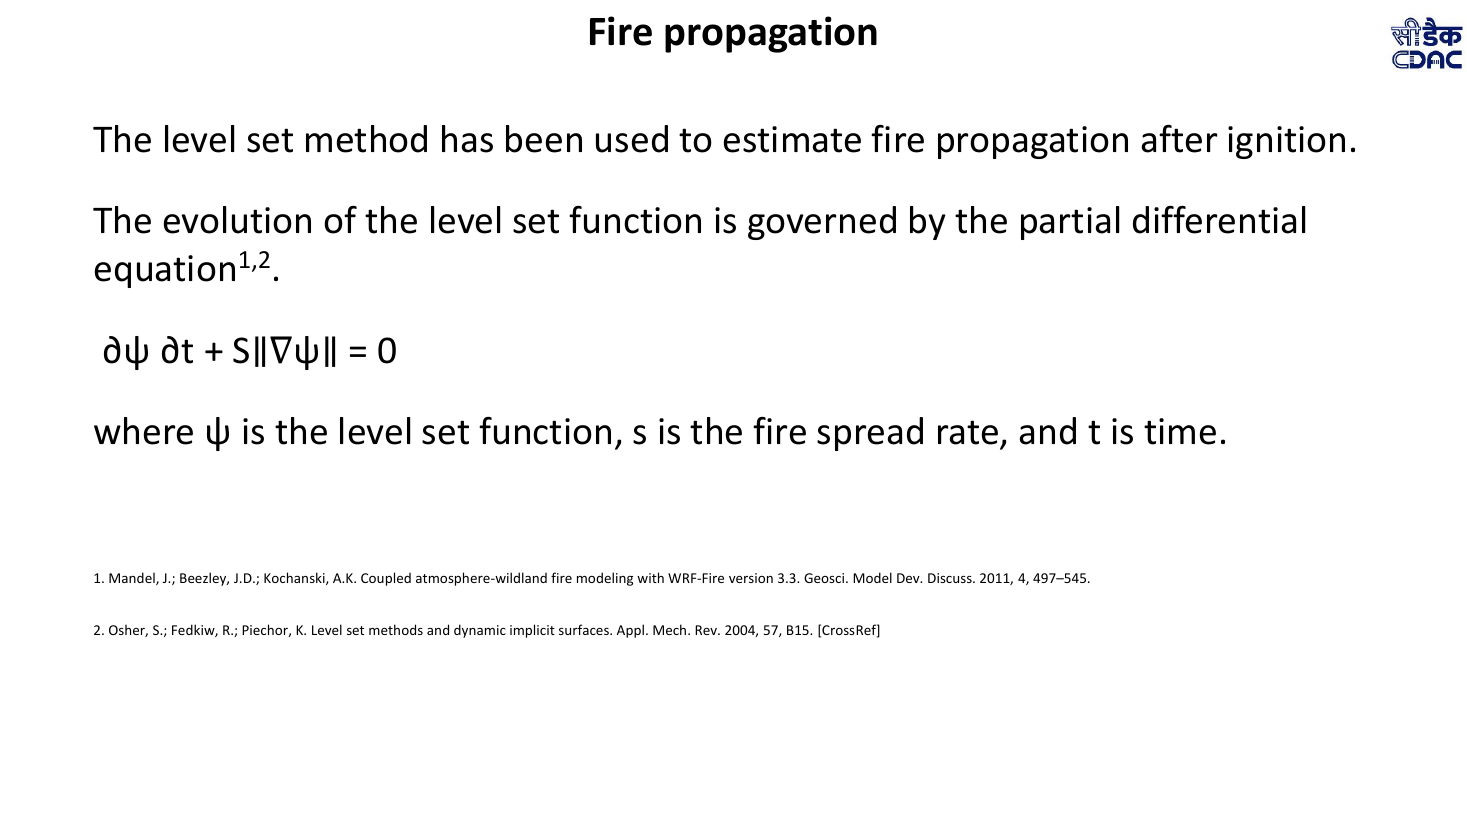 Fire propagation
सी डैक
CDAC
The level set method has been used to estimate fire propagation after ignition.
The evolution of the level set function is governed by the partial differential
equation1,2.
∂ψ ∂t + S‖∇ψ‖ = 0
where ψ is the level set function, s is the fire spread rate, and t is time.
1. Mandel, J.; Beezley, J.D.; Kochanski, A.K. Coupled atmosphere-wildland fire modeling with WRF-Fire version 3.3. Geosci. Model Dev. Discuss. 2011, 4, 497–545.
2. Osher, S.; Fedkiw, R.; Piechor, K. Level set methods and dynamic implicit surfaces. Appl. Mech. Rev. 2004, 57, B15. [CrossRef]